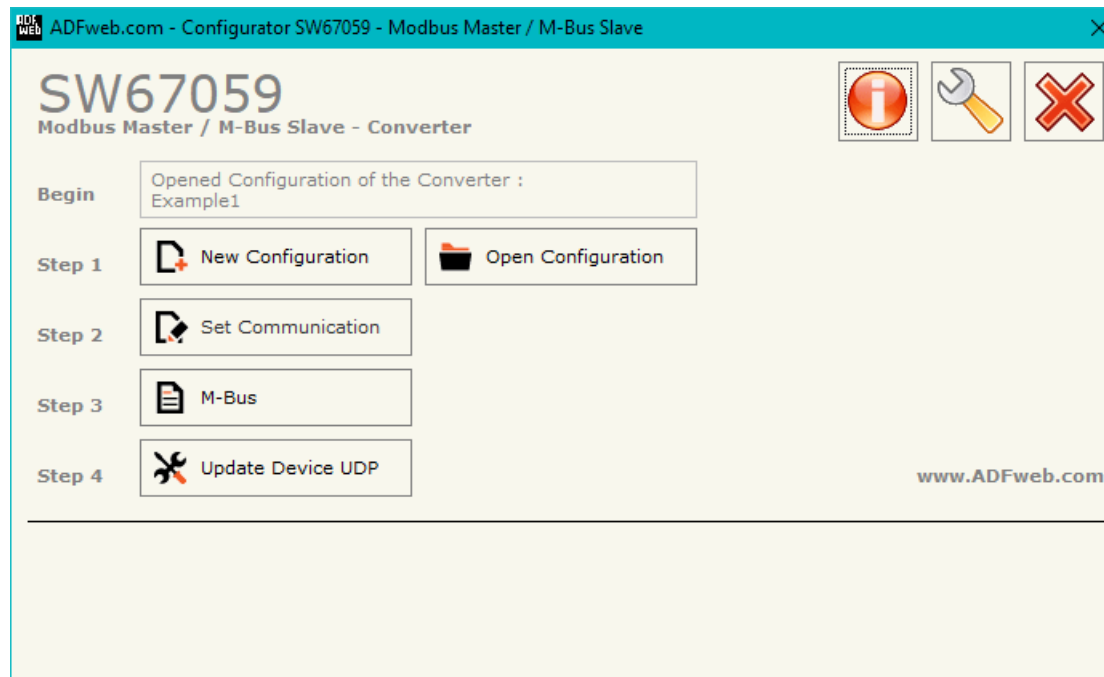 ADF WEB ADFweb.com - Configurator SW67059 - Modbus Master / M-Bus Slave
SW67059
Modbus Master / M-Bus Slave - Converter
Begin
Opened Configuration of the Converter :
Example1
Step 1
New Configuration
Open Configuration
Step 2
Set Communication
Step 3
M-Bus
Step 4
Update Device UDP
www.ADFweb.com